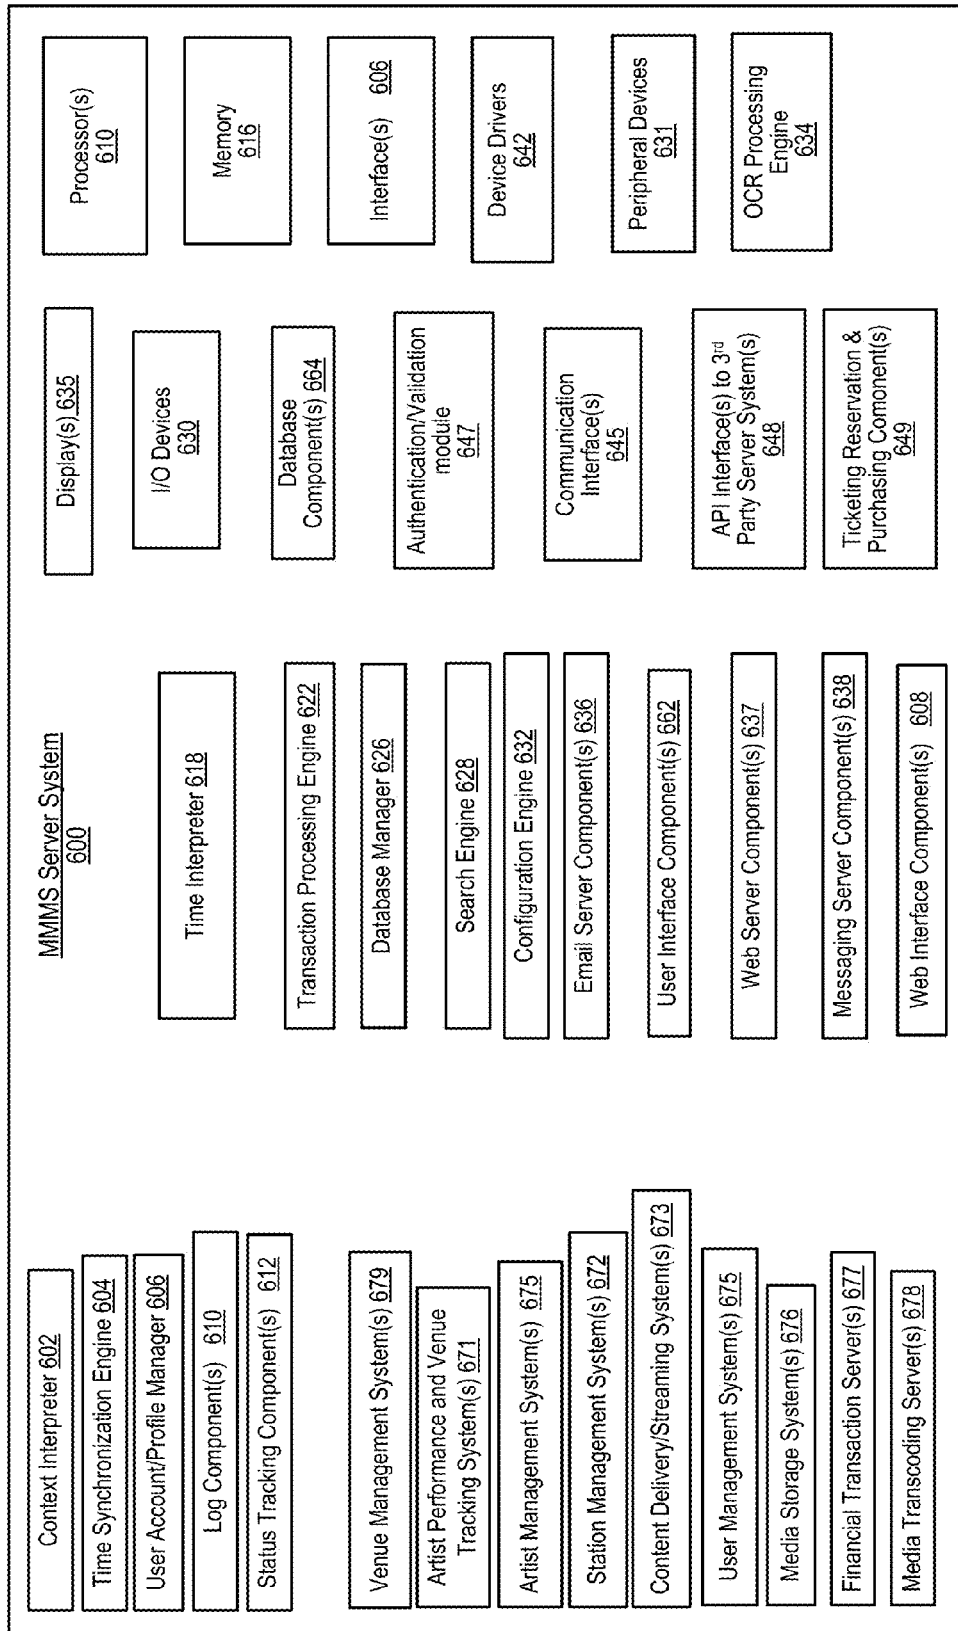 MMMS Server System
600
Context Interpreter 602
Time Synchronization Engine 604
User Account/Profile Manager 606
Log Component(s) 610
Status Tracking Component(s) 612
Venue Management System(s) 679
Artist Performance and Venue
Tracking System(s) 671
Artist Management System(s) 675
Station Management System(s) 672
Content Delivery/Streaming System(s) 673
User Management System(s) 675
Media Storage System(s) 676
Financial Transaction Server(s) 677
Media Transcoding Server(s) 678
Time Interpreter 618
Transaction Processing Engine 622
Database Manager 626
Search Engine 628
Configuration Engine 632
Email Server Component(s) 636
User Interface Component(s) 662
Web Server Component(s) 637
Messaging Server Component(s) 638
Web Interface Component(s) 608
Display(s) 635
I/O Devices
630
Database
Component(s) 664
Authentication/Validation
module
647
Communication
Interface(s)
645
API Interface(s) to 3rd
Party Server System(s)
648
Ticketing Reservation &
Purchasing Comonent(s)
649
Processor(s)
610
Memory
616
Interface(s) 606
Device Drivers
642
Peripheral Devices
631
OCR Processing
Engine
634